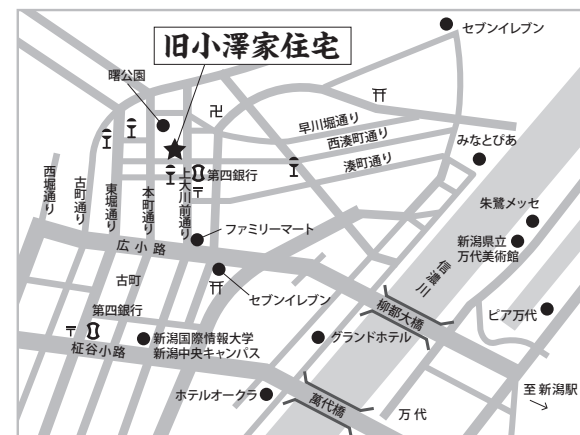 セブンイレブン
旧小澤家住宅
曙公園
早川堀通り
西湊町通り
湊町通り
みなとぴあ
西堀通り
古町通り
東堀通り
本町通り
上大川前通り
第四銀行
朱鷺メッセ
新潟県立
万代美術館
ファミリーマート
広小路
信濃川
古町
セブンイレブン
柳都大橋
ピア万代
第四銀行
柾谷小路
新潟国際情報大学
新潟中央キャンパス
グランドホテル
ホテルオークラ
萬代橋
万代
至 新潟駅